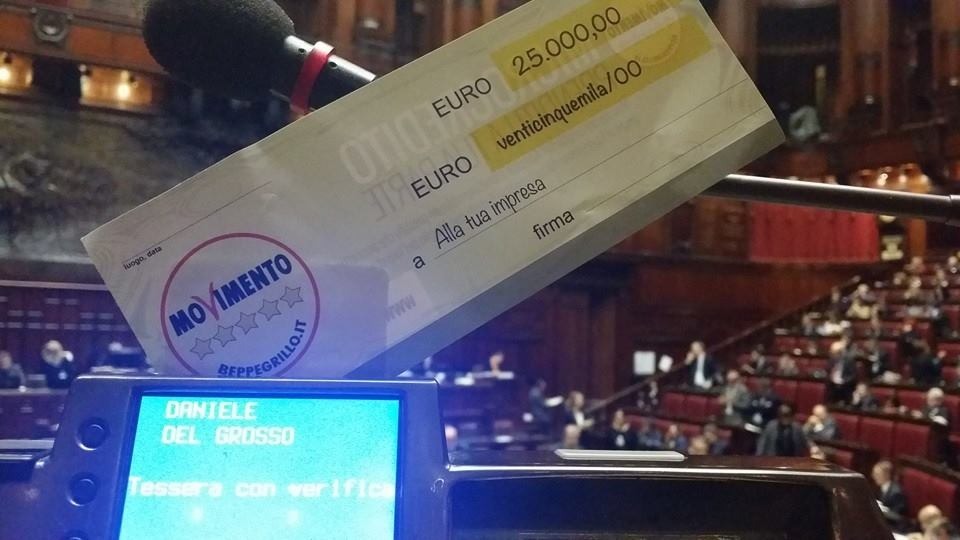 EURO 25.000,00
EURO venticinquemila/00
a Alla tua impresa
firma
luogo, data
MOVIMENTO
BEPPEGRILLO.IT
DANIELE
DEL GROSSO
Tessera con verifica